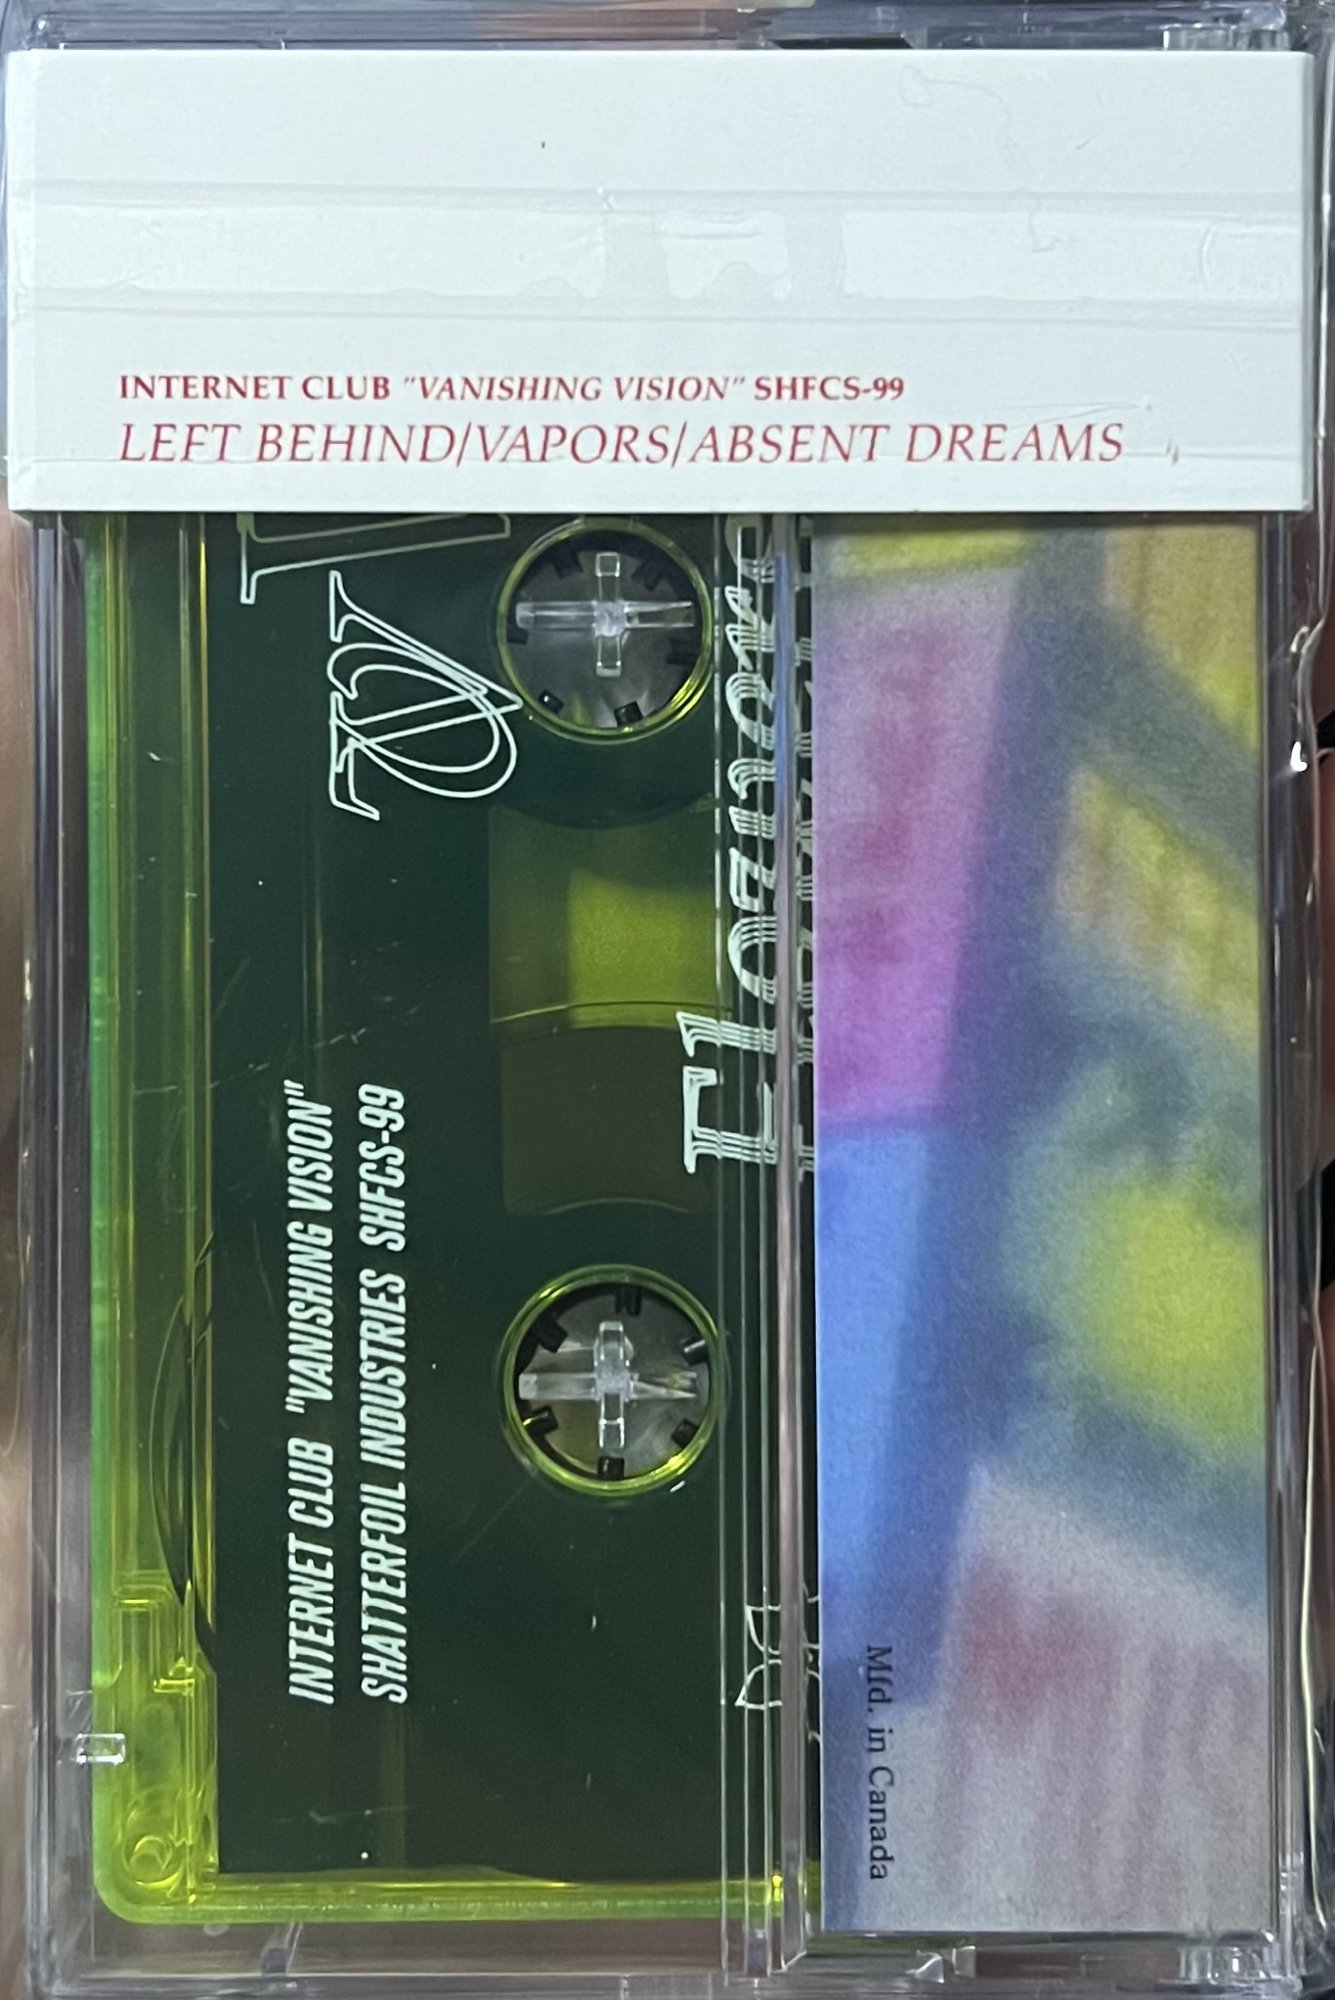 INTERNET CLUB "VANISHING VISION" SHFCS-99
LEFT BEHIND/VAPORS/ABSENT DREAMS
INTERNET CLUB "VANISHING VISION"
SHATTERFOIL INDUSTRIES SHFCS-99
Mfd. in Canada